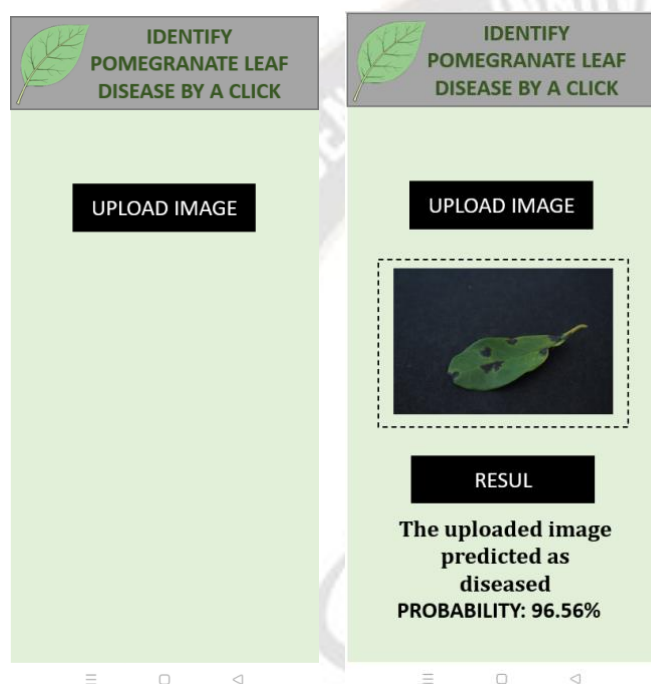 IDENTIFY
POMEGRANATE LEAF
DISEASE BY A CLICK
UPLOAD IMAGE
IDENTIFY
POMEGRANATE LEAF
DISEASE BY A CLICK
UPLOAD IMAGE
RESUL
The uploaded image
predicted as
diseased
PROBABILITY: 96.56%